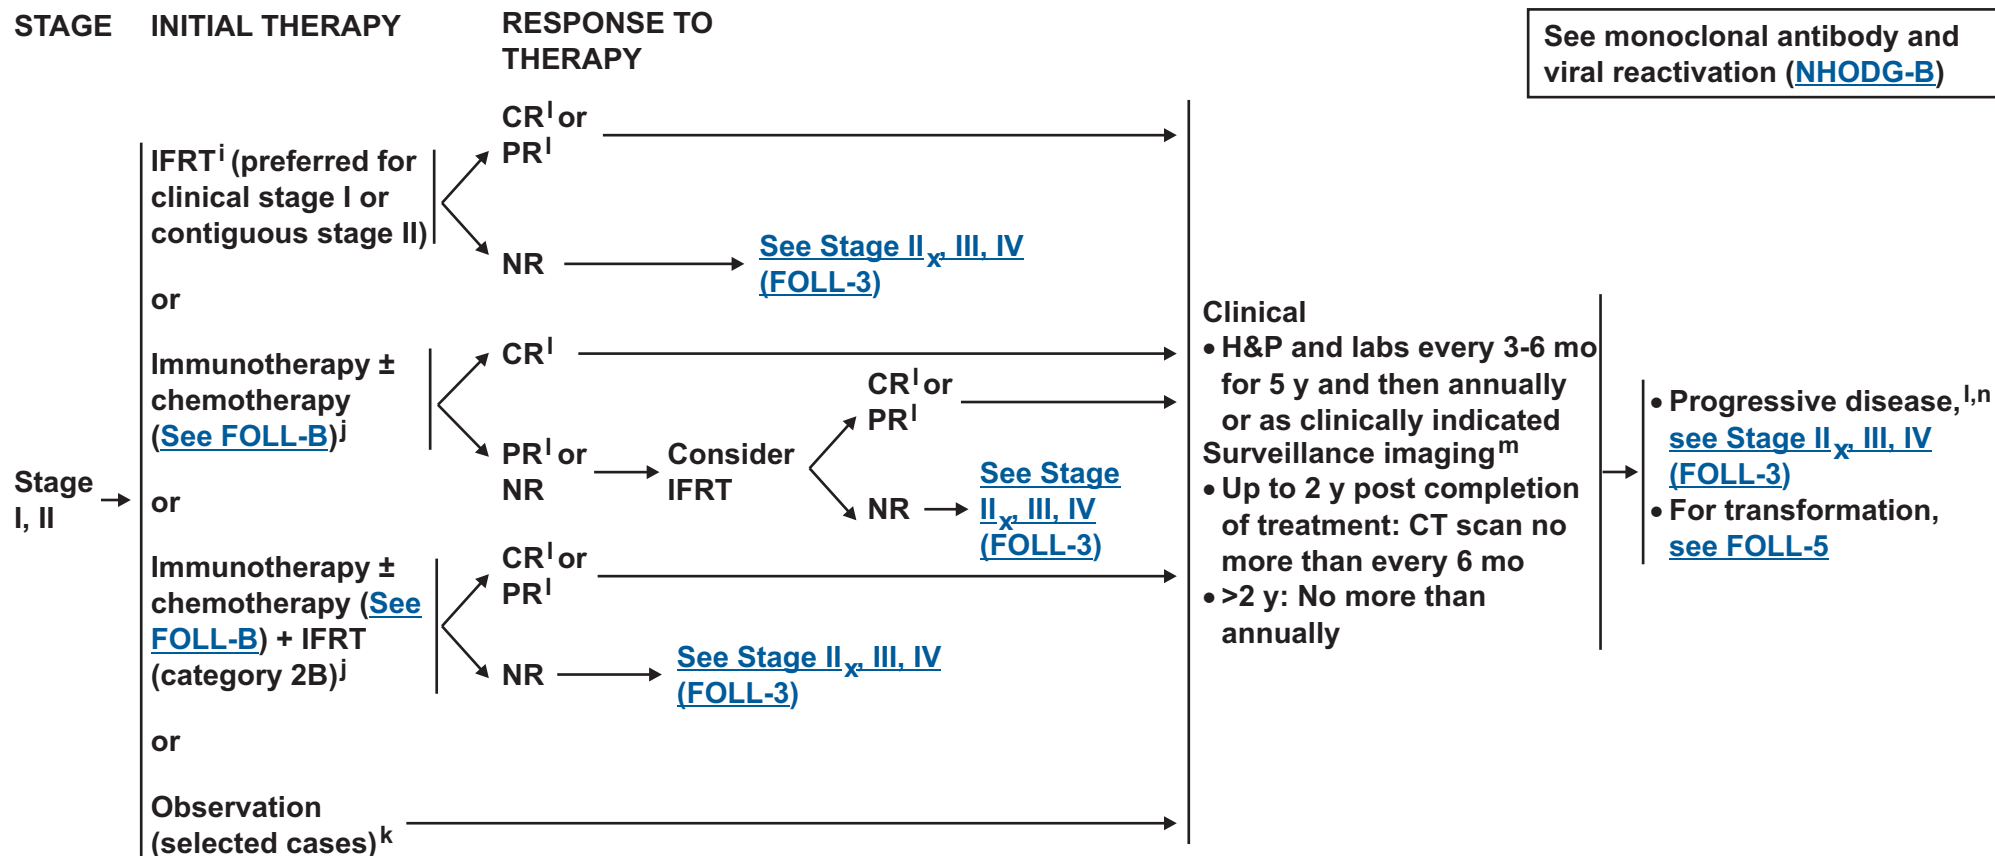 STAGE
INITIAL THERAPY
RESPONSE TO
THERAPY
See monoclonal antibody and
viral reactivation (NHODG-B)
Stage
I, II
IFRTⁱ (preferred for
clinical stage I or
contiguous stage II)
CRˡ or
PRˡ
NR
See Stage IIₓ, III, IV
(FOLL-3)
or
Immunotherapy ±
chemotherapy
(See FOLL-B)ʲ
CRˡ
PRˡ or
NR
Consider
IFRT
CRˡ or
PRˡ
NR
See Stage
IIₓ, III, IV
(FOLL-3)
or
Immunotherapy ±
chemotherapy (See
FOLL-B) + IFRT
(category 2B)ʲ
CRˡ or
PRˡ
NR
See Stage IIₓ, III, IV
(FOLL-3)
or
Observation
(selected cases)ᵏ
Clinical
• H&P and labs every 3-6 mo
for 5 y and then annually
or as clinically indicated
Surveillance imagingᵐ
• Up to 2 y post completion
of treatment: CT scan no
more than every 6 mo
• >2 y: No more than
annually
• Progressive disease,ˡ,ⁿ
see Stage IIₓ, III, IV
(FOLL-3)
• For transformation,
see FOLL-5